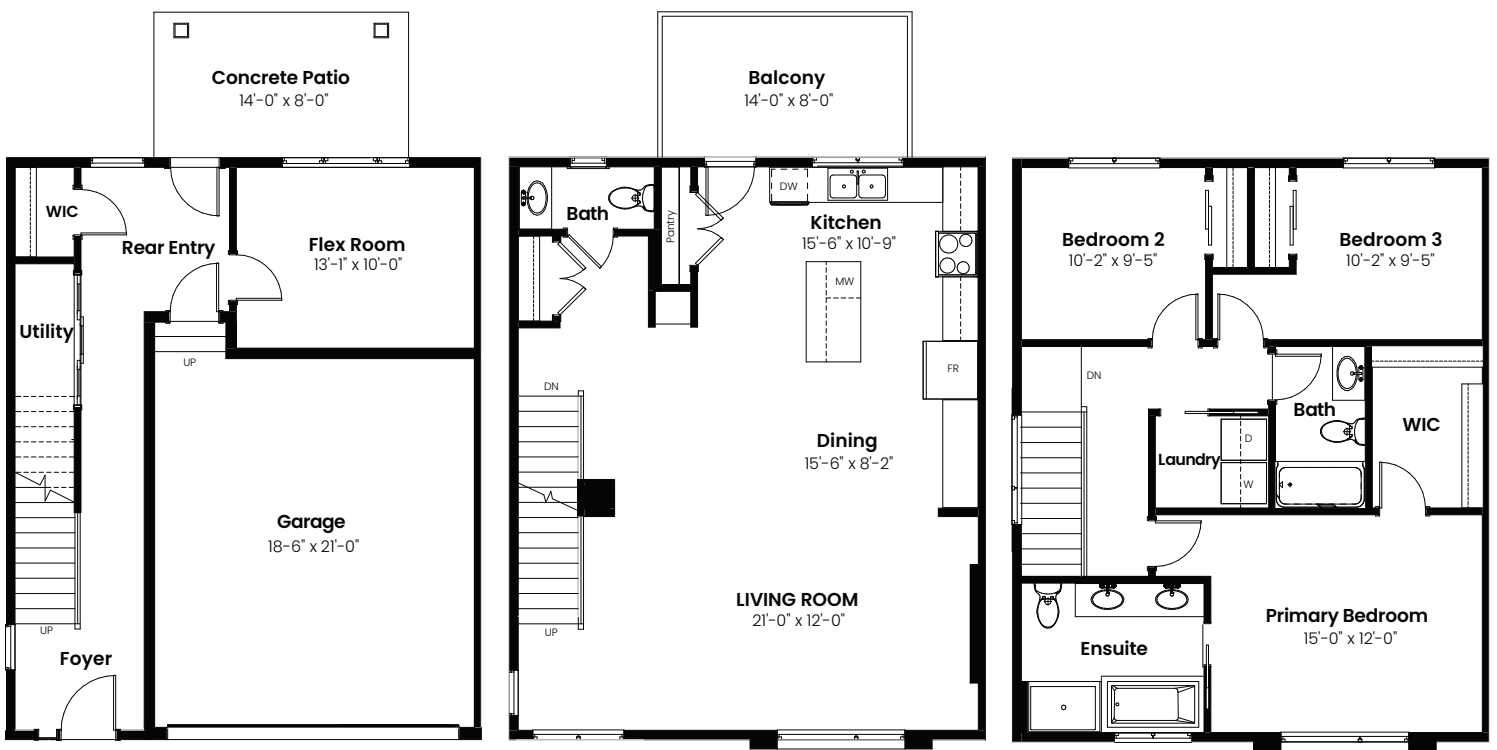 Concrete Patio
14'-0" x 8'-0"
WIC
Rear Entry
Flex Room
13'-1" x 10'-0"
Utility
UP
Garage
18-6" x 21'-0"
UP
Foyer
Balcony
14'-0" x 8'-0"
DW
Bath
Pantry
Kitchen
15'-6" x 10'-9"
MW
FR
DN
Dining
15'-6" x 8'-2"
LIVING ROOM
21'-0" x 12'-0"
UP
Bedroom 2
10'-2" x 9'-5"
Bedroom 3
10'-2" x 9'-5"
DN
Bath
WIC
D
Laundry
W
Primary Bedroom
15'-0" x 12'-0"
Ensuite